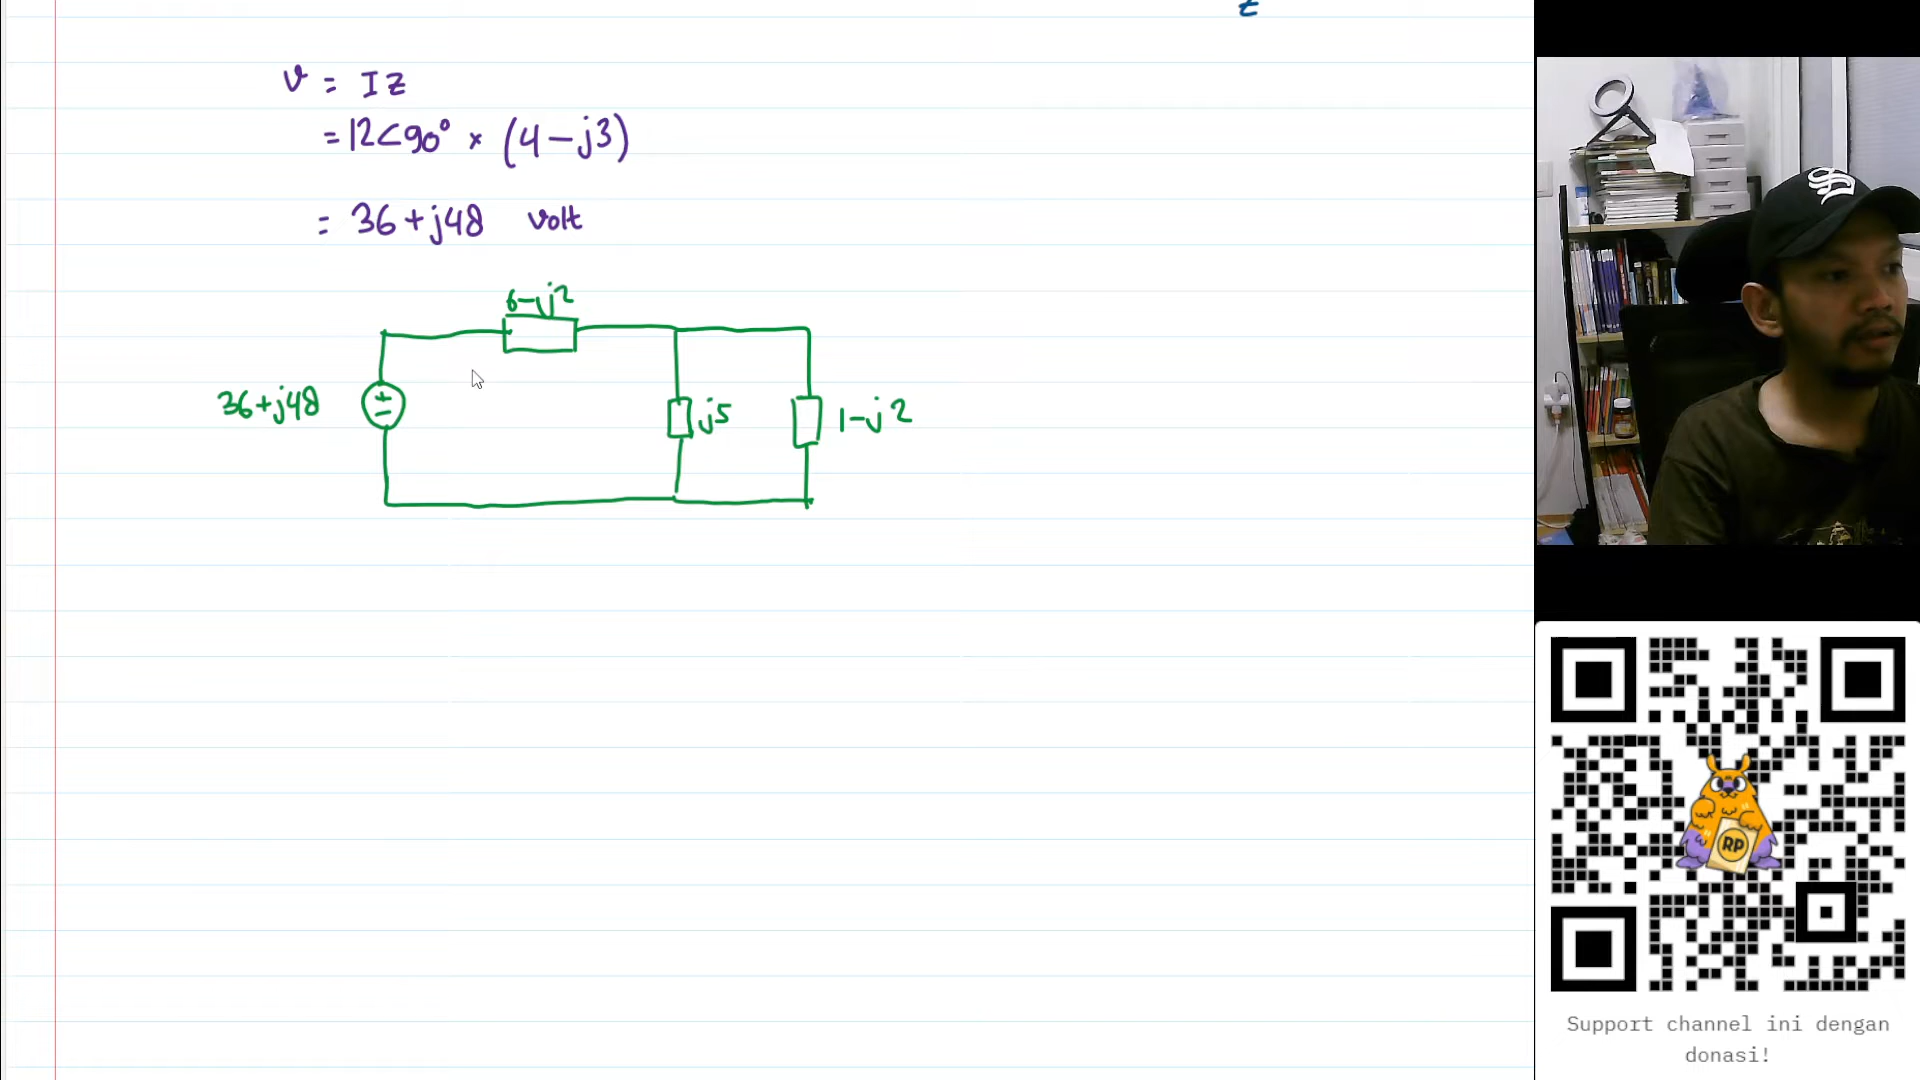 z
V = IZ
= 12<90° × (4-j3)
= 36+j48 volt
6-j2
36+j48
+
-
j5
1-j2
RP
Support channel ini dengan
donasi!